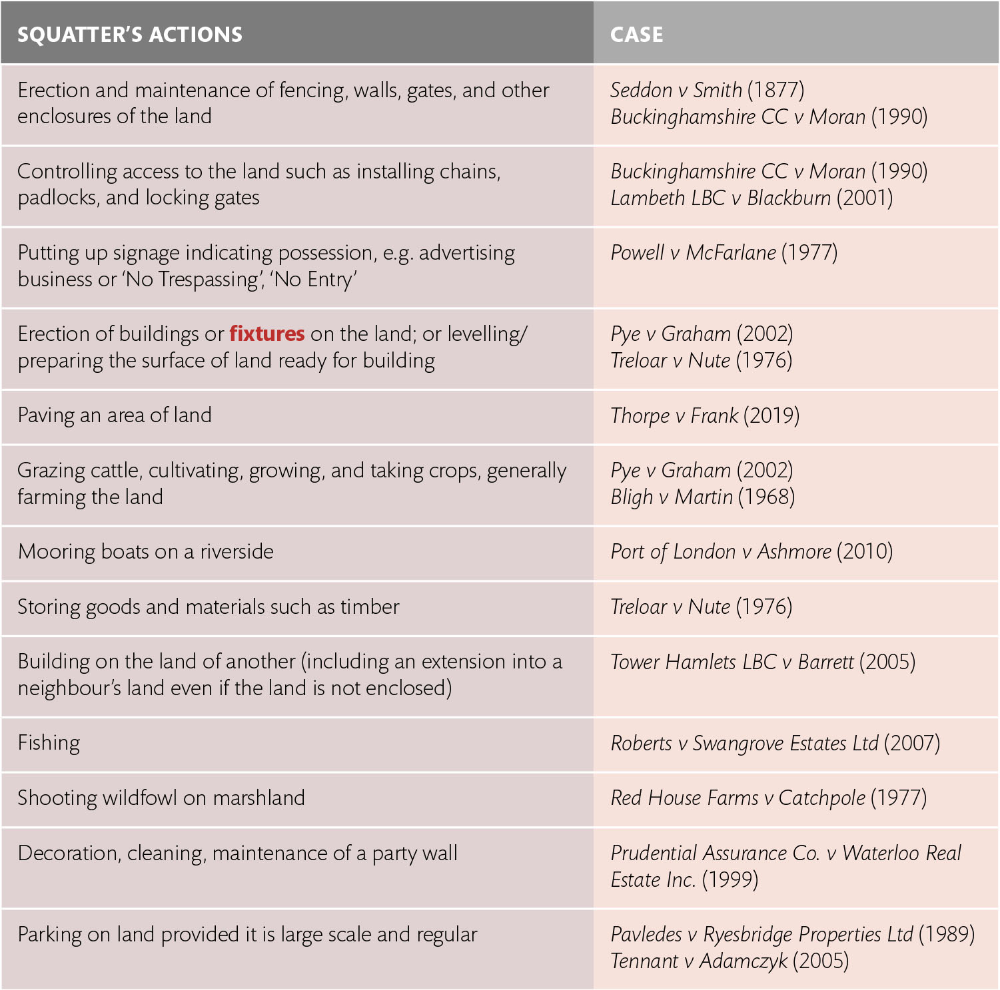 SQUATTER’S ACTIONS
CASE
Erection and maintenance of fencing, walls, gates, and other
enclosures of the land
Seddon v Smith (1877)
Buckinghamshire CC v Moran (1990)
Controlling access to the land such as installing chains,
padlocks, and locking gates
Buckinghamshire CC v Moran (1990)
Lambeth LBC v Blackburn (2001)
Putting up signage indicating possession, e.g. advertising
business or ‘No Trespassing’, ‘No Entry’
Powell v McFarlane (1977)
Erection of buildings or fixtures on the land; or levelling/
preparing the surface of land ready for building
Pye v Graham (2002)
Treloar v Nute (1976)
Paving an area of land
Thorpe v Frank (2019)
Grazing cattle, cultivating, growing, and taking crops, generally
farming the land
Pye v Graham (2002)
Bligh v Martin (1968)
Mooring boats on a riverside
Port of London v Ashmore (2010)
Storing goods and materials such as timber
Treloar v Nute (1976)
Building on the land of another (including an extension into a
neighbour’s land even if the land is not enclosed)
Tower Hamlets LBC v Barrett (2005)
Fishing
Roberts v Swangrove Estates Ltd (2007)
Shooting wildfowl on marshland
Red House Farms v Catchpole (1977)
Decoration, cleaning, maintenance of a party wall
Prudential Assurance Co. v Waterloo Real
Estate Inc. (1999)
Parking on land provided it is large scale and regular
Pavledes v Ryesbridge Properties Ltd (1989)
Tennant v Adamczyk (2005)